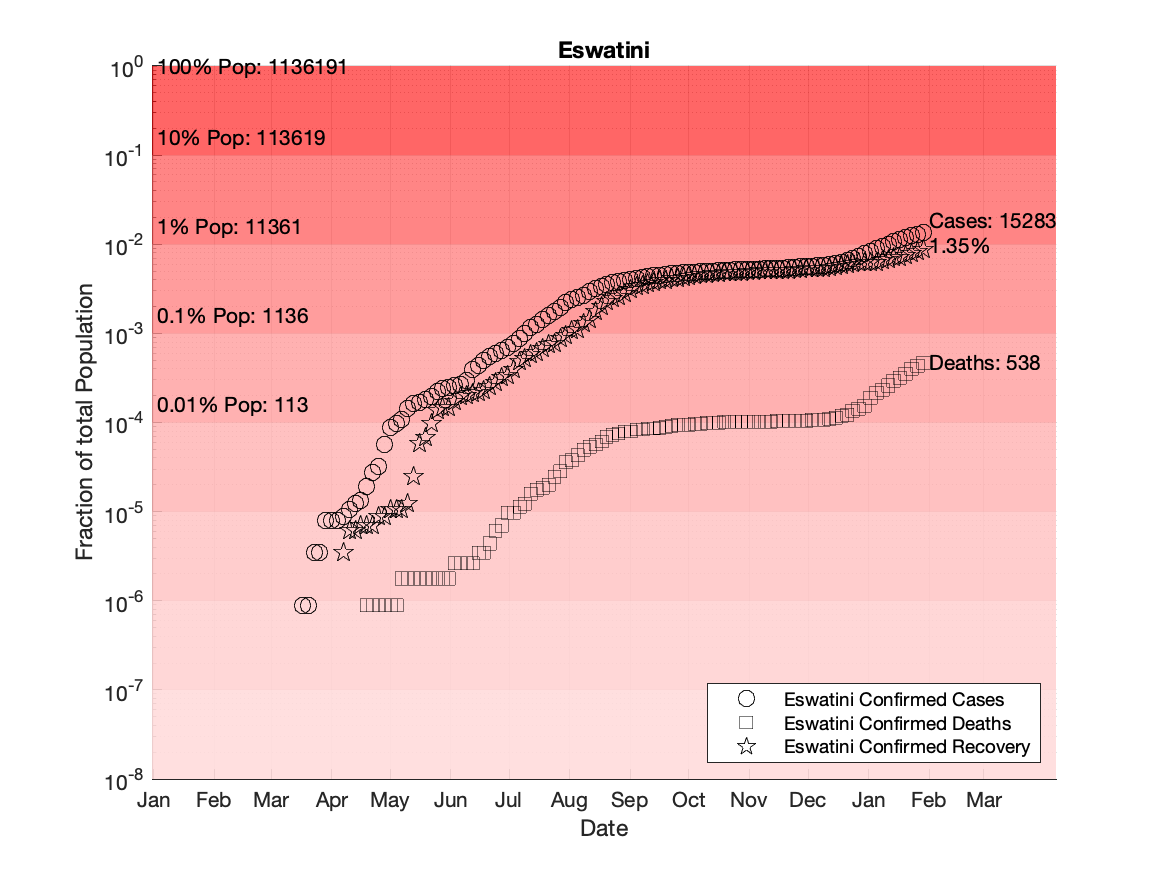 Eswatini
10^0
100% Pop: 1136191
10% Pop: 113619
10^-1
1% Pop: 11361
Cases: 15283
10^-2
1.35%
0.1% Pop: 1136
10^-3
Deaths: 538
0.01% Pop: 113
10^-4
10^-5
10^-6
10^-7
10^-8
Fraction of total Population
Eswatini Confirmed Cases
Eswatini Confirmed Deaths
Eswatini Confirmed Recovery
Jan Feb Mar Apr May Jun Jul Aug Sep Oct Nov Dec Jan Feb Mar
Date